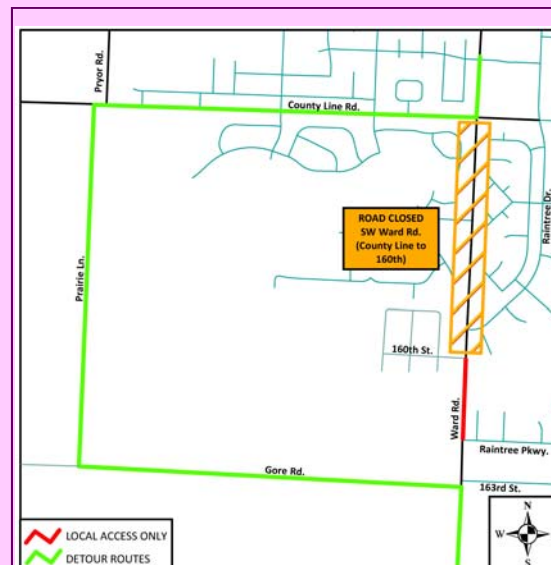 Pryor Rd.
County Line Rd.
ROAD CLOSED
SW Ward Rd.
(County Line to
160th)
Raintree Dr.
Prairie Ln.
160th St.
Ward Rd.
Raintree Pkwy.
Gore Rd.
163rd St.
LOCAL ACCESS ONLY
DETOUR ROUTES
N
W
S